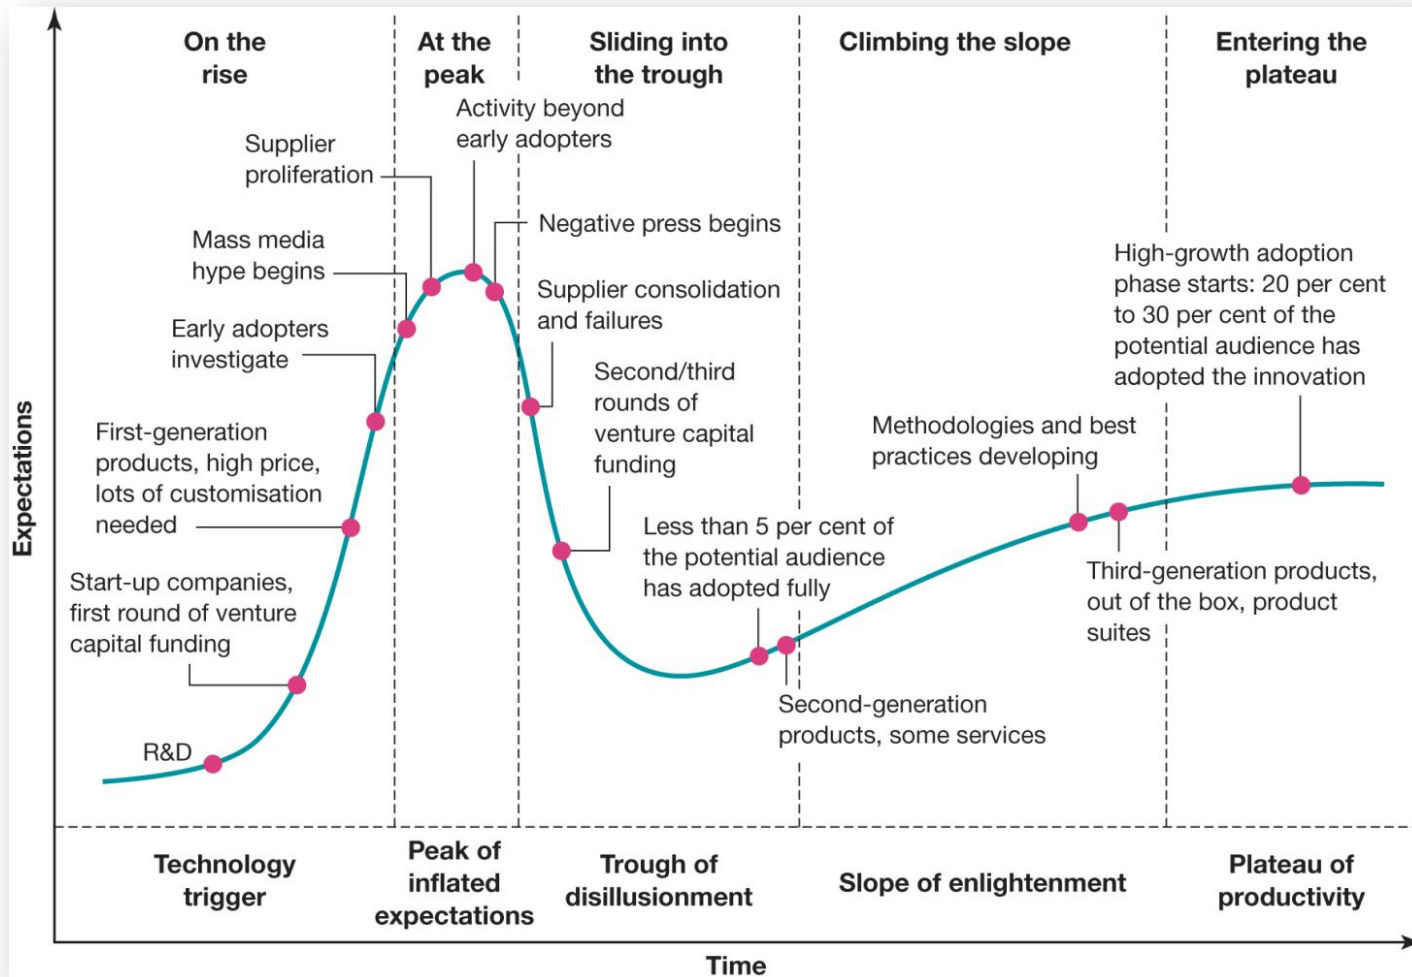 On the
rise
At the
peak
Sliding into
the trough
Climbing the slope
Entering the
plateau
Activity beyond
early adopters
Supplier
proliferation
Negative press begins
Mass media
hype begins
Supplier consolidation
and failures
Early adopters
investigate
Second/third
rounds of
venture capital
funding
High-growth adoption
phase starts: 20 per cent
to 30 per cent of the
potential audience has
adopted the innovation
First-generation
products, high price,
lots of customisation
needed
Methodologies and best
practices developing
Less than 5 per cent of
the potential audience
has adopted fully
Start-up companies,
first round of venture
capital funding
Third-generation products,
out of the box, product
suites
Second-generation
products, some services
R&D
Expectations
Technology
trigger
Peak of
inflated
expectations
Trough of
disillusionment
Slope of enlightenment
Plateau of
productivity
Time